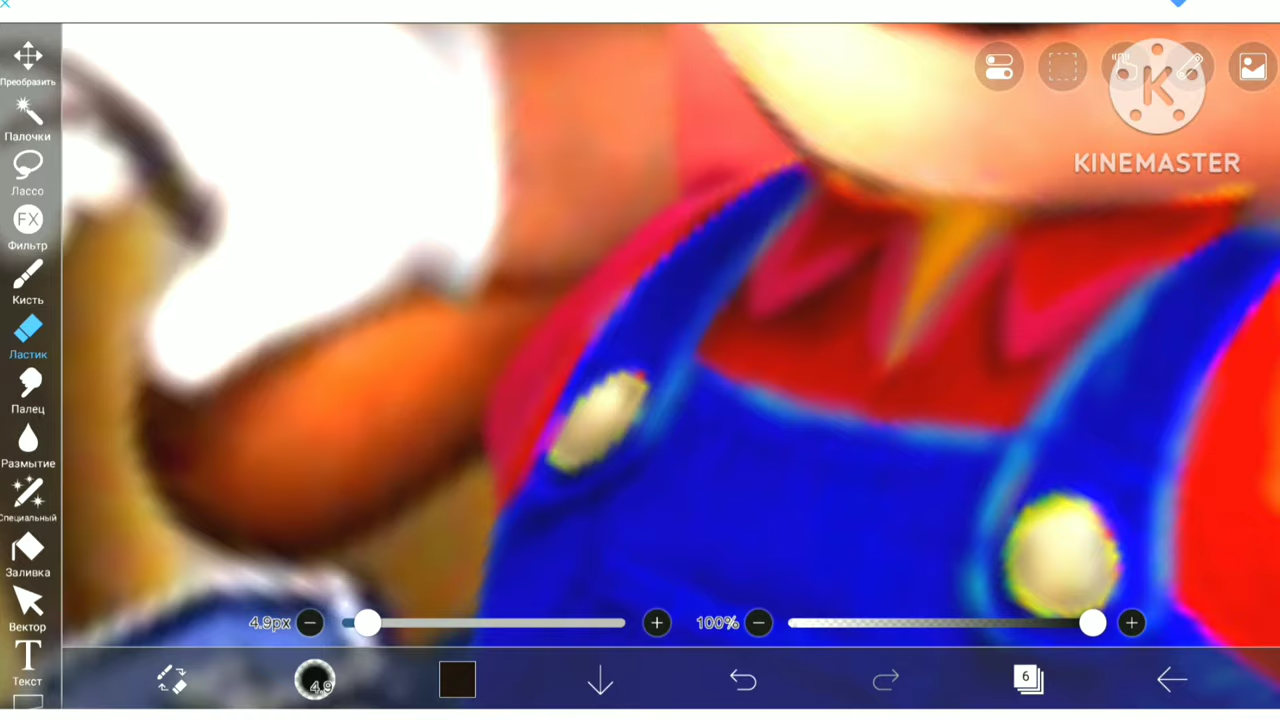 Преобразить
Палочки
Лассо
FX
Фильтр
Кисть
Ластик
Палец
Размытие
Специальный
Заливка
Вектор
T
Текст
K
KINEMASTER
4.9px
100%
4.9
6